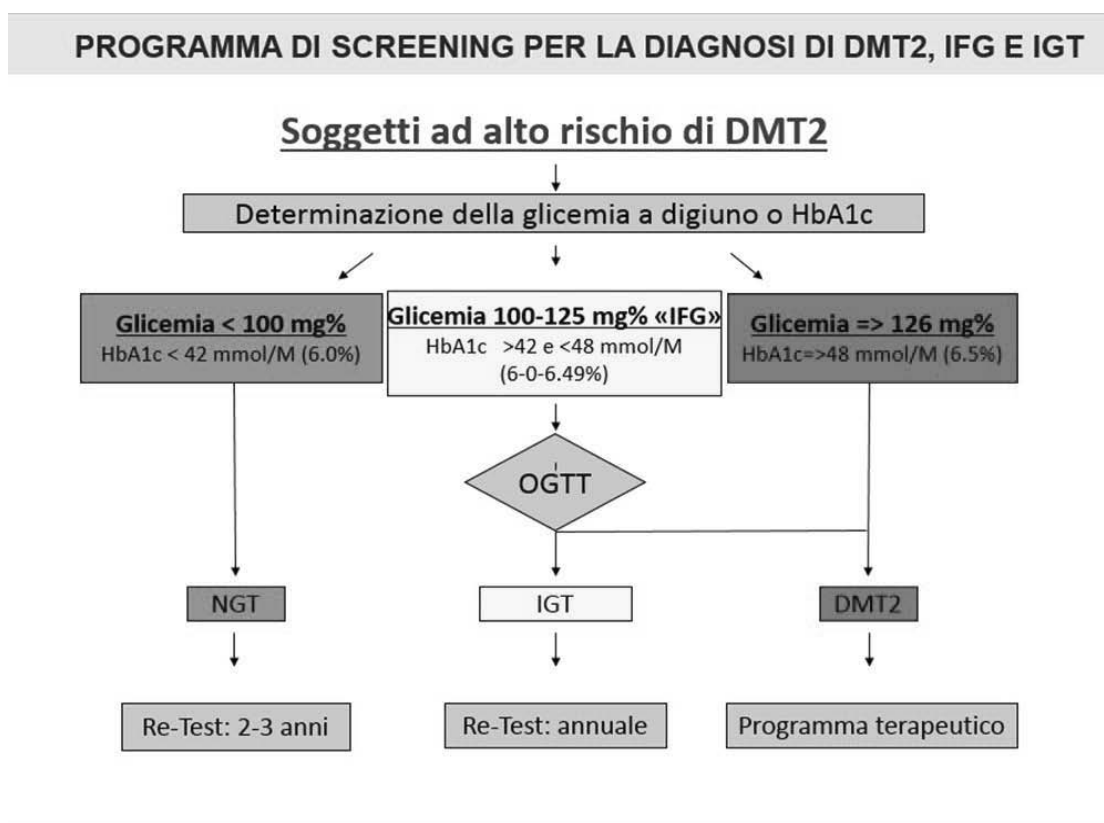 PROGRAMMA DI SCREENING PER LA DIAGNOSI DI DMT2, IFG E IGT
Soggetti ad alto rischio di DMT2
Determinazione della glicemia a digiuno o HbA1c
Glicemia < 100 mg%
HbA1c < 42 mmol/M (6.0%)
Glicemia 100-125 mg% «IFG»
HbA1c >42 e <48 mmol/M
(6-0-6.49%)
Glicemia => 126 mg%
HbA1c=>48 mmol/M (6.5%)
OGTT
NGT
IGT
DMT2
Re-Test: 2-3 anni
Re-Test: annuale
Programma terapeutico